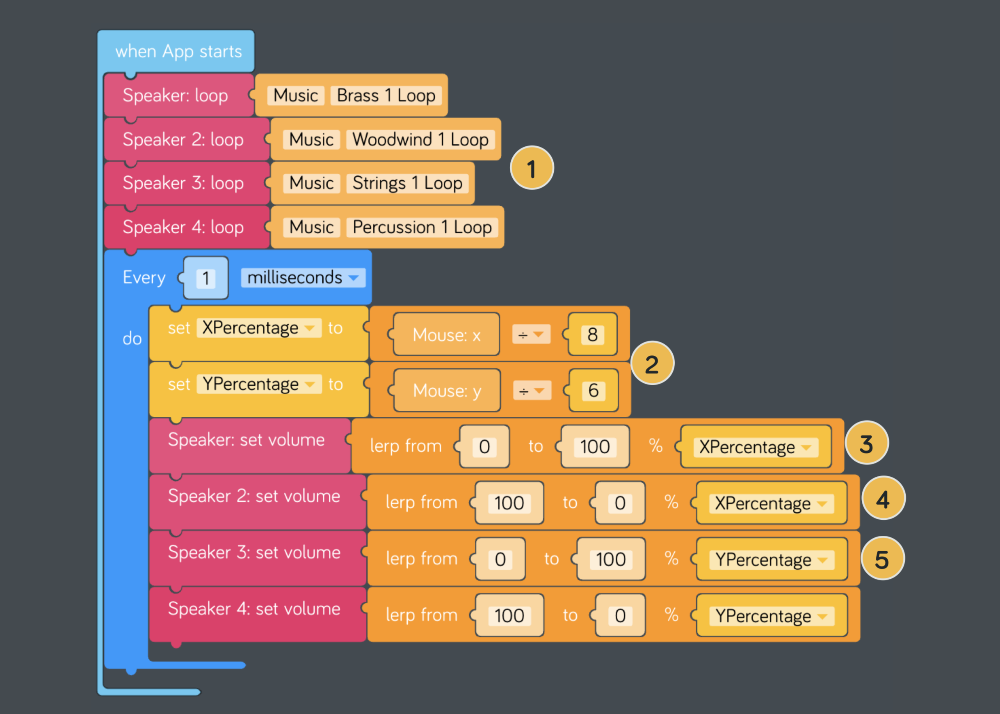 when App starts
Speaker: loop Music Brass 1 Loop
Speaker 2: loop Music Woodwind 1 Loop
1
Speaker 3: loop Music Strings 1 Loop
Speaker 4: loop Music Percussion 1 Loop
Every 1 milliseconds
do set XPercentage to Mouse: x ÷ 8
2
set YPercentage to Mouse: y ÷ 6
Speaker: set volume lerp from 0 to 100 % XPercentage 3
Speaker 2: set volume lerp from 100 to 0 % XPercentage 4
Speaker 3: set volume lerp from 0 to 100 % YPercentage 5
Speaker 4: set volume lerp from 100 to 0 % YPercentage